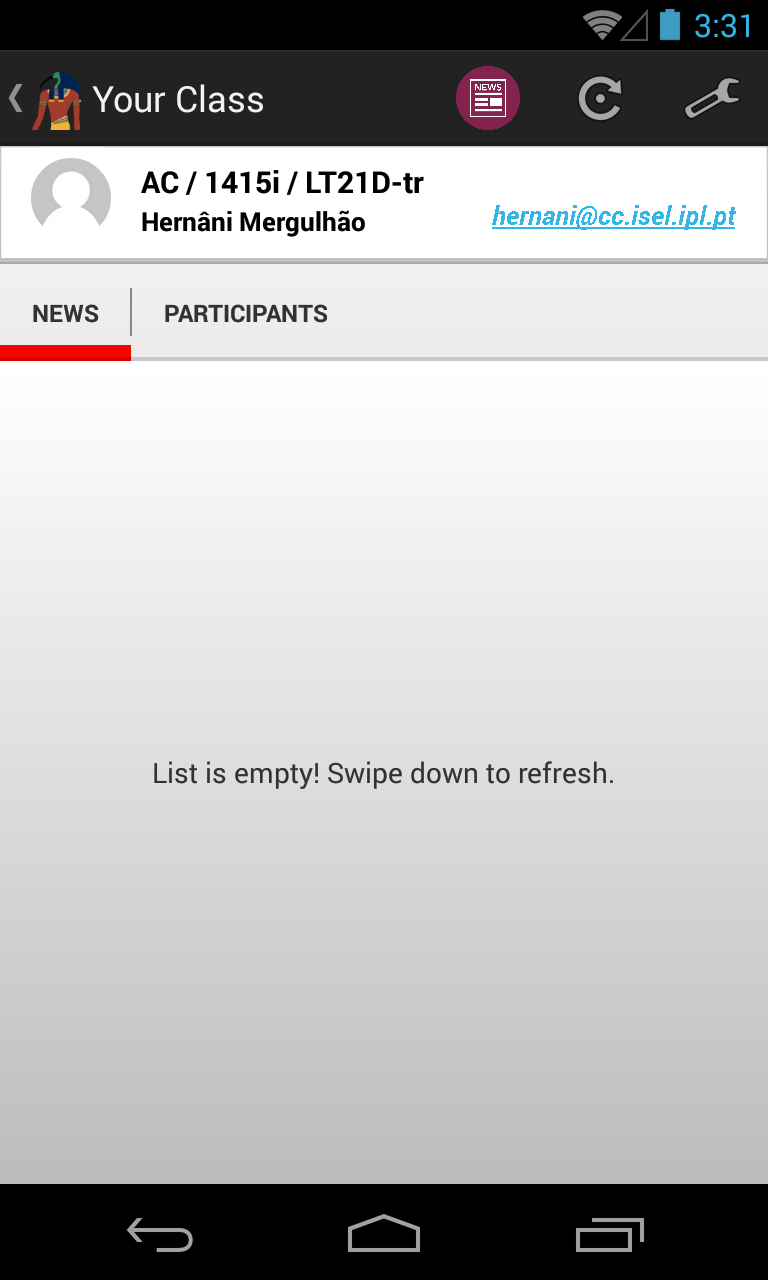 3:31
Your Class
NEWS
AC / 1415i / LT21D-tr
Hernâni Mergulhão
hernani@cc.isel.ipl.pt
NEWS
PARTICIPANTS
List is empty! Swipe down to refresh.